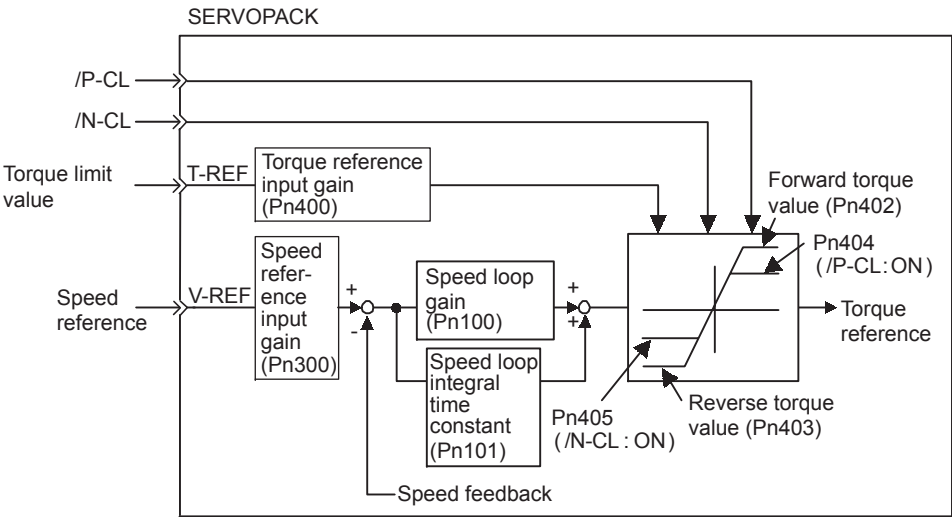 SERVOPACK
/P-CL
/N-CL
Torque limit
value
T-REF
Torque reference
input gain
(Pn400)
Forward torque
value (Pn402)
Pn404
(/P-CL: ON)
Speed
reference
V-REF
Speed
refer-
ence
input
gain
(Pn300)
+
-
Speed loop
gain
(Pn100)
+
+
Torque
reference
Speed loop
integral
time
constant
(Pn101)
Pn405
(/N-CL : ON)
Reverse torque
value (Pn403)
Speed feedback